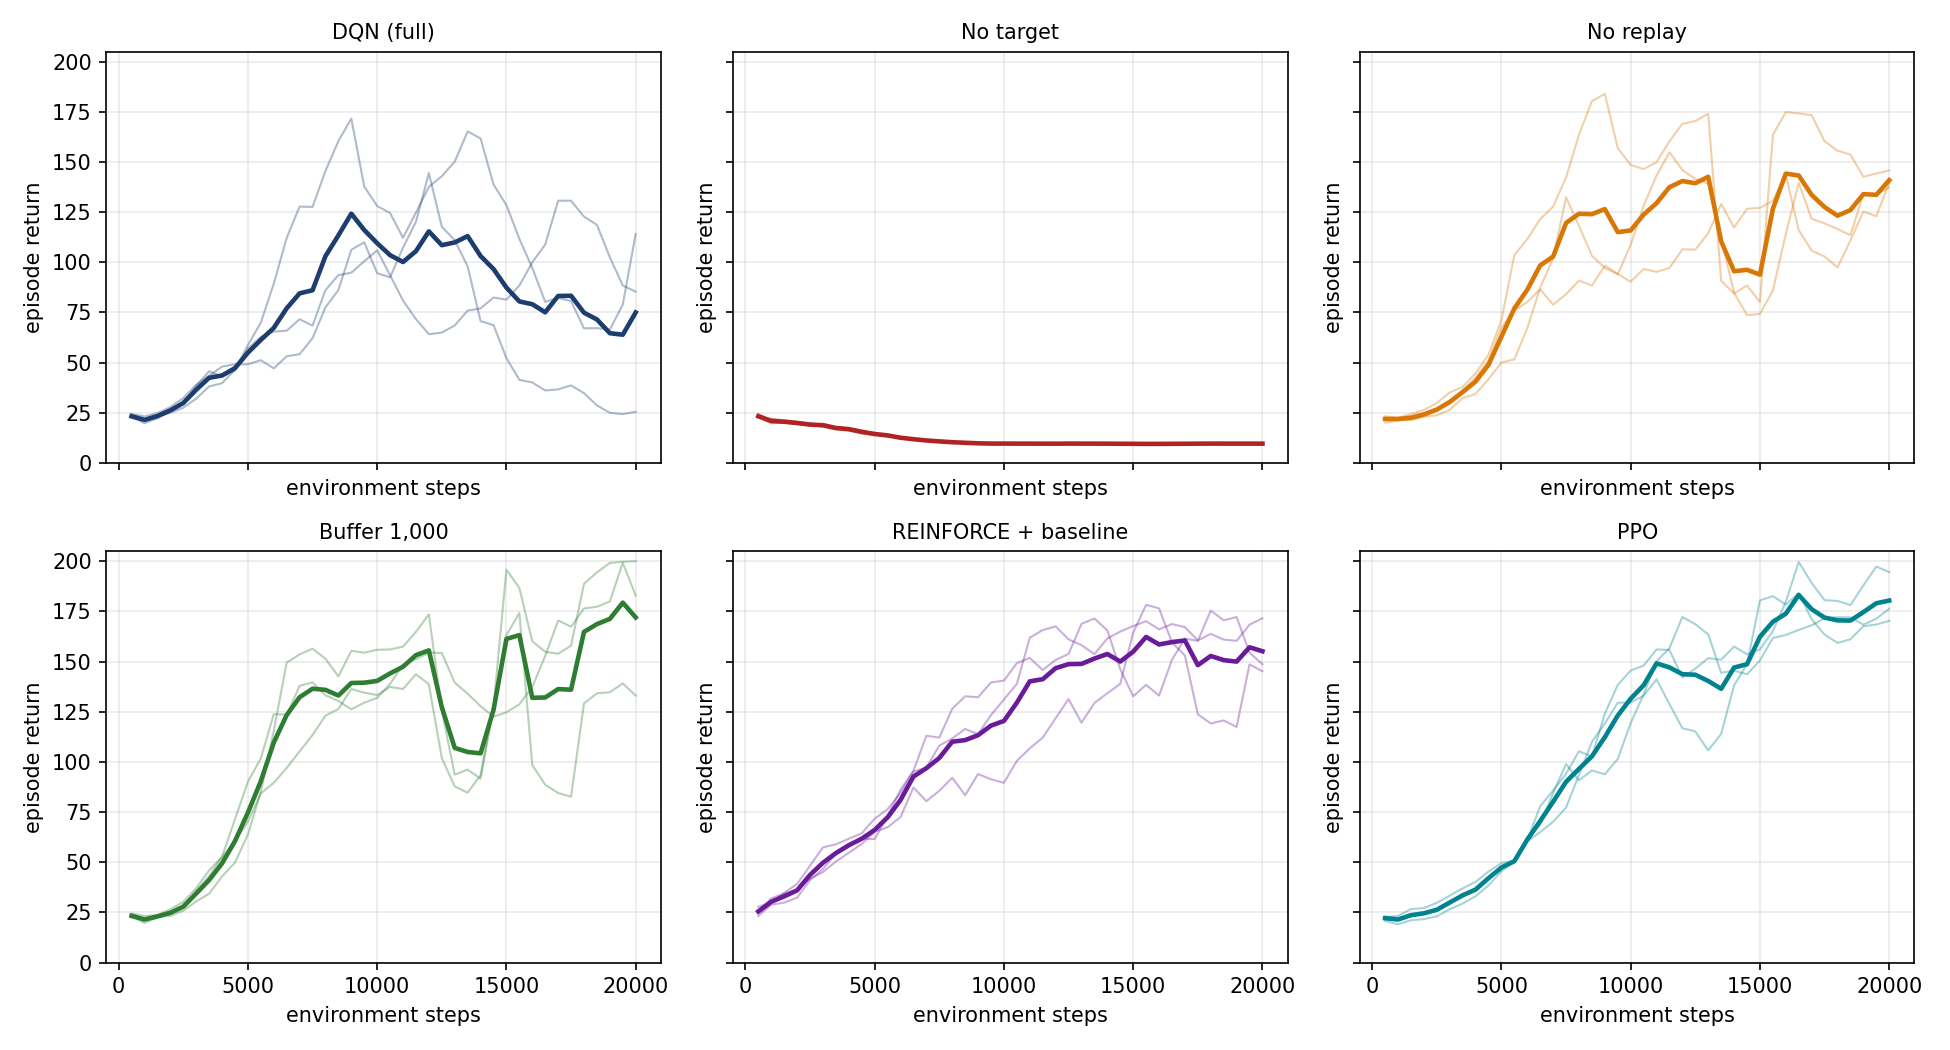 DQN (full)
No target
No replay
200
175
150
125
100
75
50
25
0
episode return
episode return
episode return
environment steps
environment steps
environment steps
Buffer 1,000
REINFORCE + baseline
PPO
200
175
150
125
100
75
50
25
0
episode return
episode return
episode return
0 5000 10000 15000 20000
0 5000 10000 15000 20000
0 5000 10000 15000 20000
environment steps
environment steps
environment steps